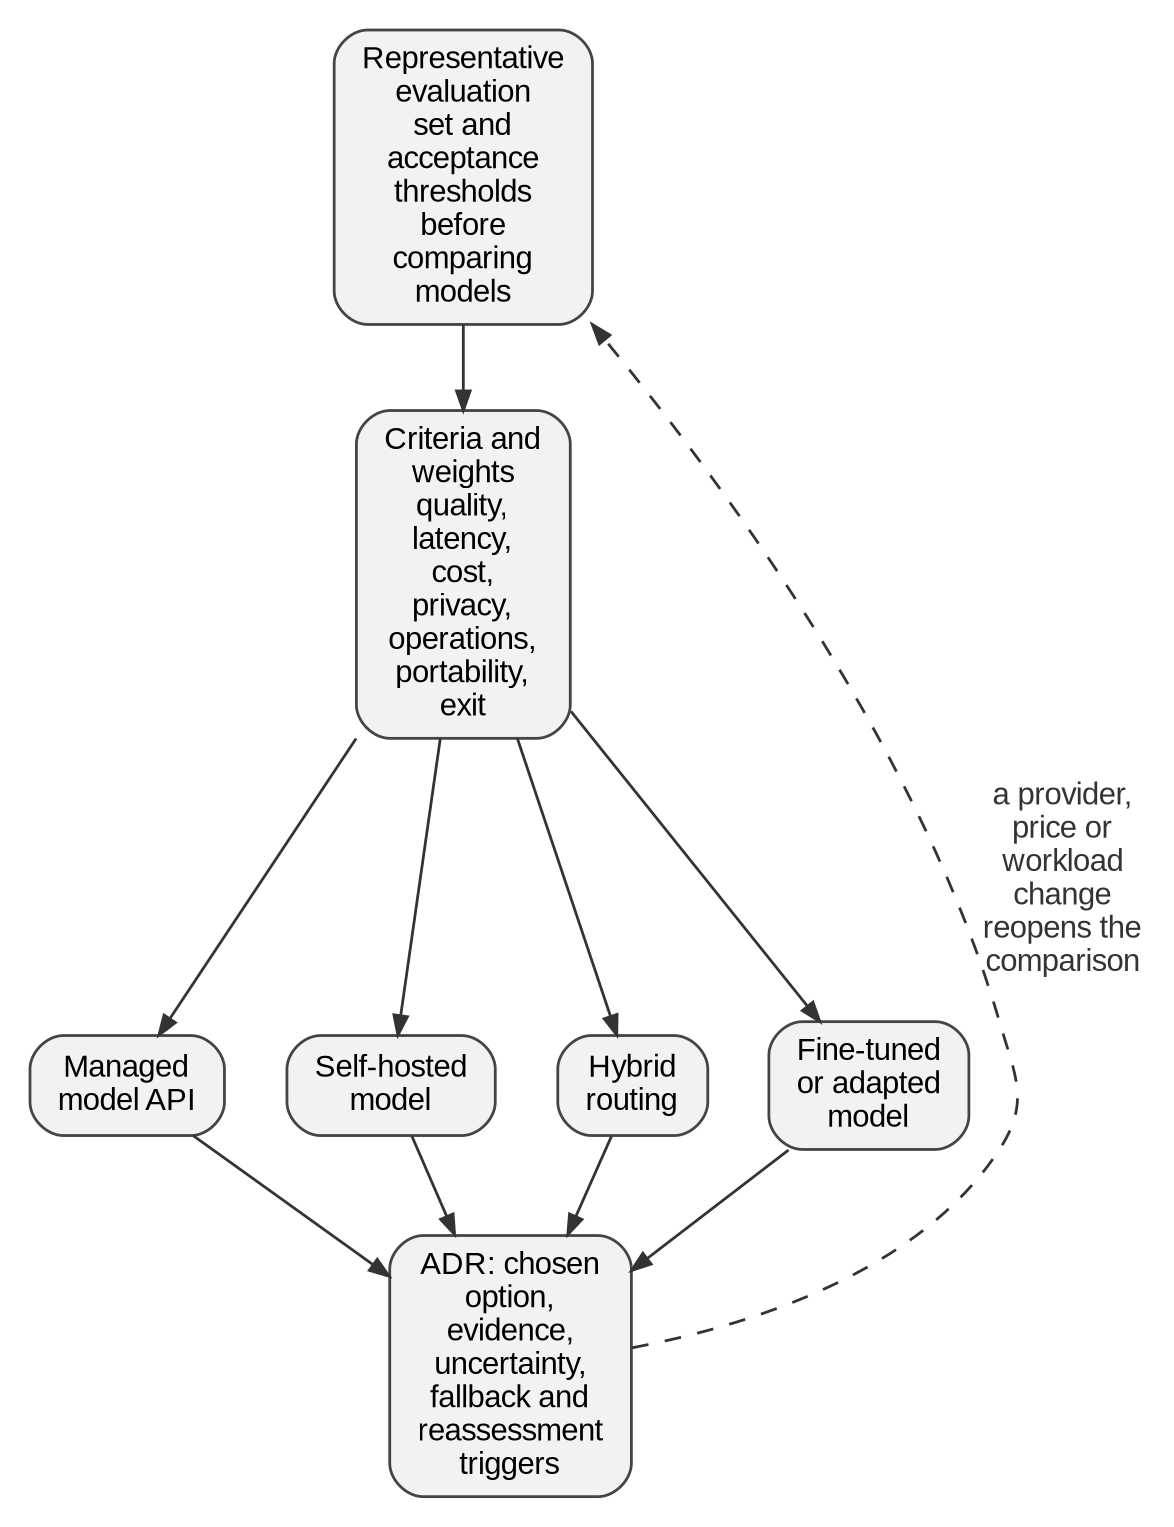 Representative
evaluation
set and
acceptance
thresholds
before
comparing
models
Criteria and
weights
quality,
latency,
cost,
privacy,
operations,
portability,
exit
a provider,
price or
workload
change
reopens the
comparison
Managed
model API
Self-hosted
model
Hybrid
routing
Fine-tuned
or adapted
model
ADR: chosen
option,
evidence,
uncertainty,
fallback and
reassessment
triggers